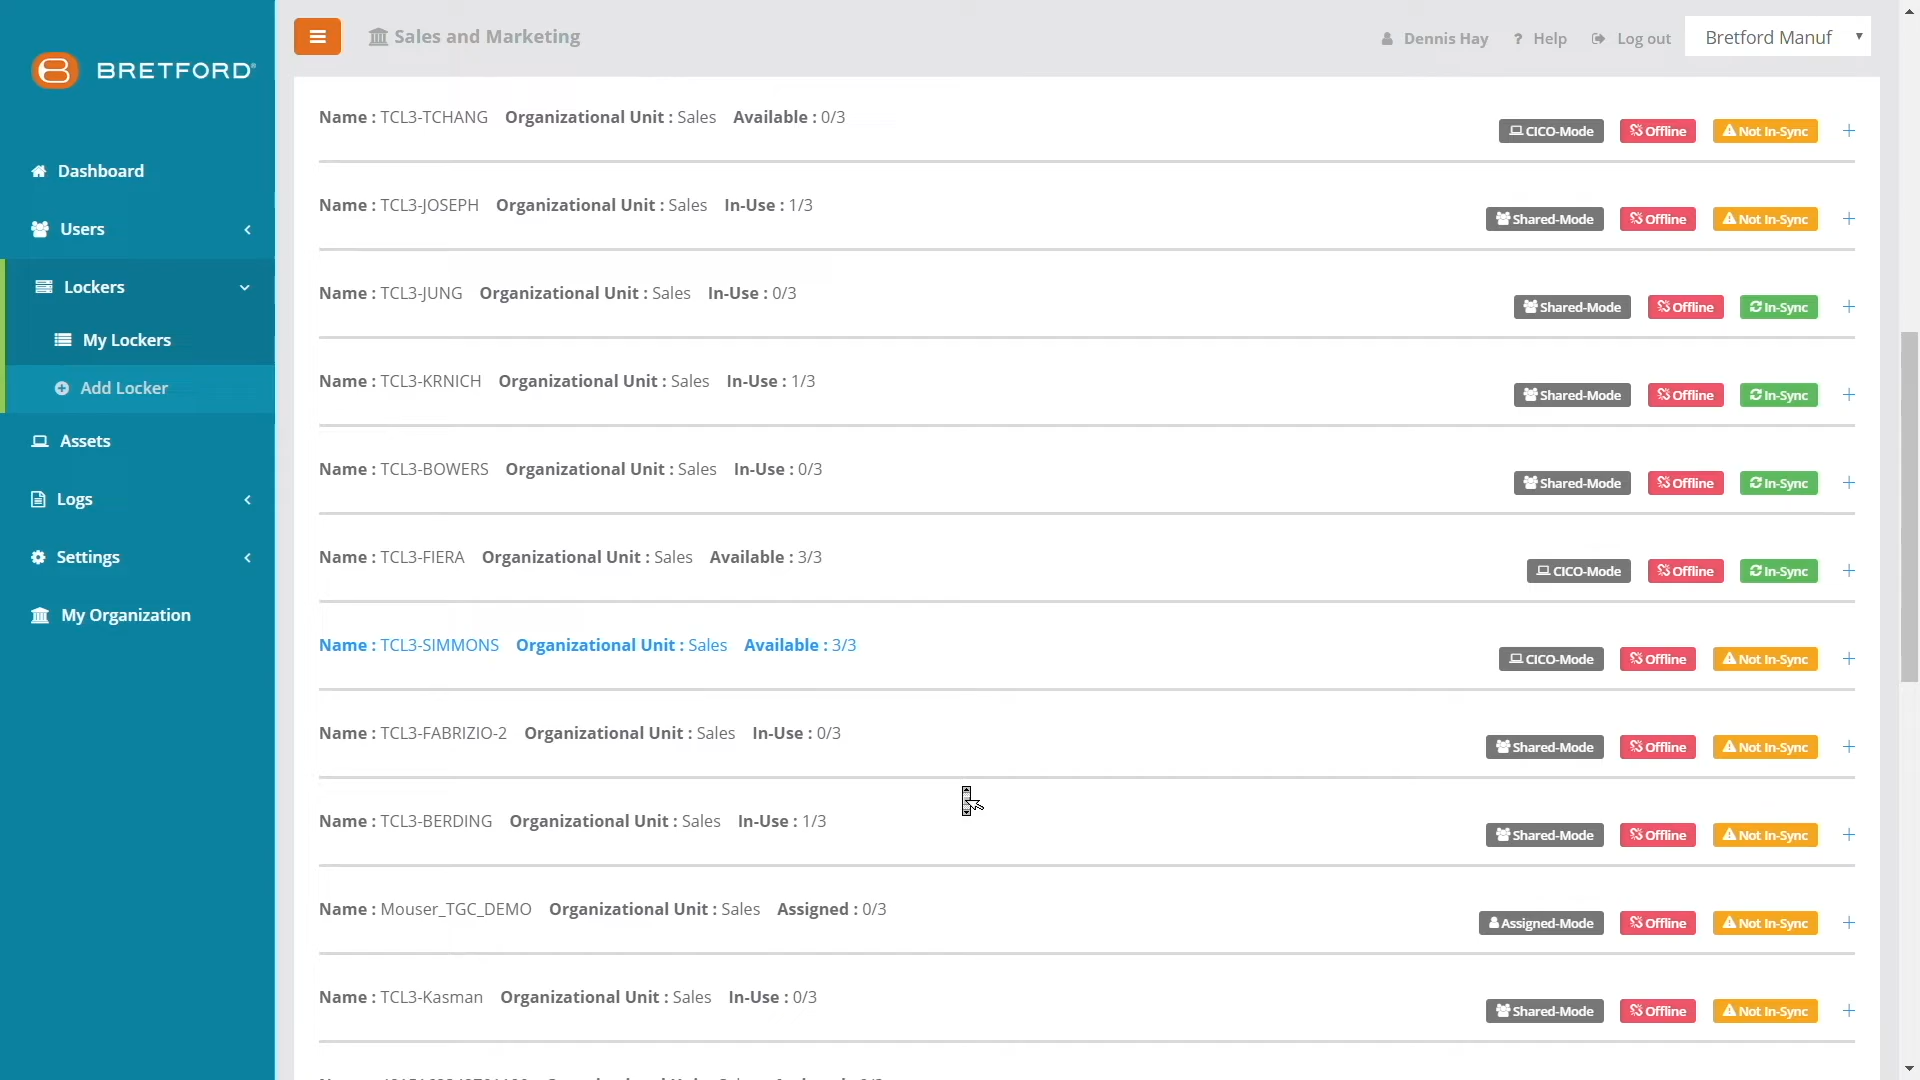 BRETFORD®
Sales and Marketing
Dennis Hay ? Help Log out Bretford Manuf
Dashboard
Users
Lockers
My Lockers
Add Locker
Assets
Logs
Settings
My Organization
Name : TCL3-TCHANG Organizational Unit : Sales Available : 0/3
CICO-Mode Offline Not In-Sync +
Name : TCL3-JOSEPH Organizational Unit : Sales In-Use : 1/3
Shared-Mode Offline Not In-Sync +
Name : TCL3-JUNG Organizational Unit : Sales In-Use : 0/3
Shared-Mode Offline In-Sync +
Name : TCL3-KRNICH Organizational Unit : Sales In-Use : 1/3
Shared-Mode Offline In-Sync +
Name : TCL3-BOWERS Organizational Unit : Sales In-Use : 0/3
Shared-Mode Offline In-Sync +
Name : TCL3-FIERA Organizational Unit : Sales Available : 3/3
CICO-Mode Offline In-Sync +
Name : TCL3-SIMMONS Organizational Unit : Sales Available : 3/3
CICO-Mode Offline Not In-Sync +
Name : TCL3-FABRIZIO-2 Organizational Unit : Sales In-Use : 0/3
Shared-Mode Offline Not In-Sync +
Name : TCL3-BERDING Organizational Unit : Sales In-Use : 1/3
Shared-Mode Offline Not In-Sync +
Name : Mouser_TGC_DEMO Organizational Unit : Sales Assigned : 0/3
Assigned-Mode Offline Not In-Sync +
Name : TCL3-Kasman Organizational Unit : Sales In-Use : 0/3
Shared-Mode Offline Not In-Sync +